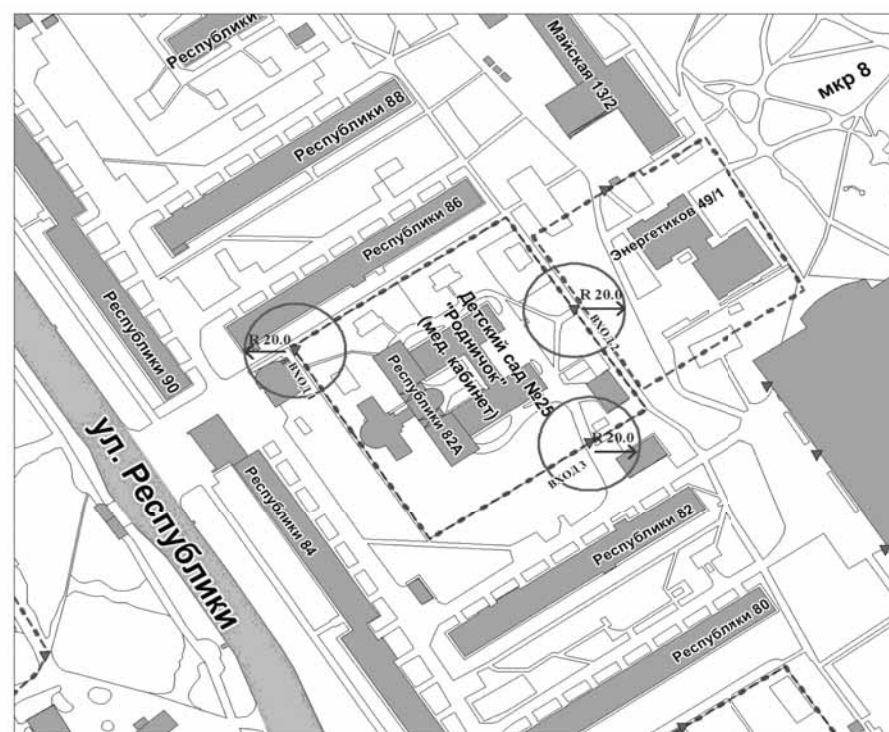 Республики
Майская 13/2
мкр 8
Республики 88
Республики 86
Энергетиков 49/1
Детский сад №25
"Родничок"
(мед. кабинет)
R 20.0
ВХОД 2
R 20.0
ВХОД 1
Республики 90
Республики 82А
R 20.0
ВХОД 3
ул. Республики
Республики 84
Республики 82
Республики 80